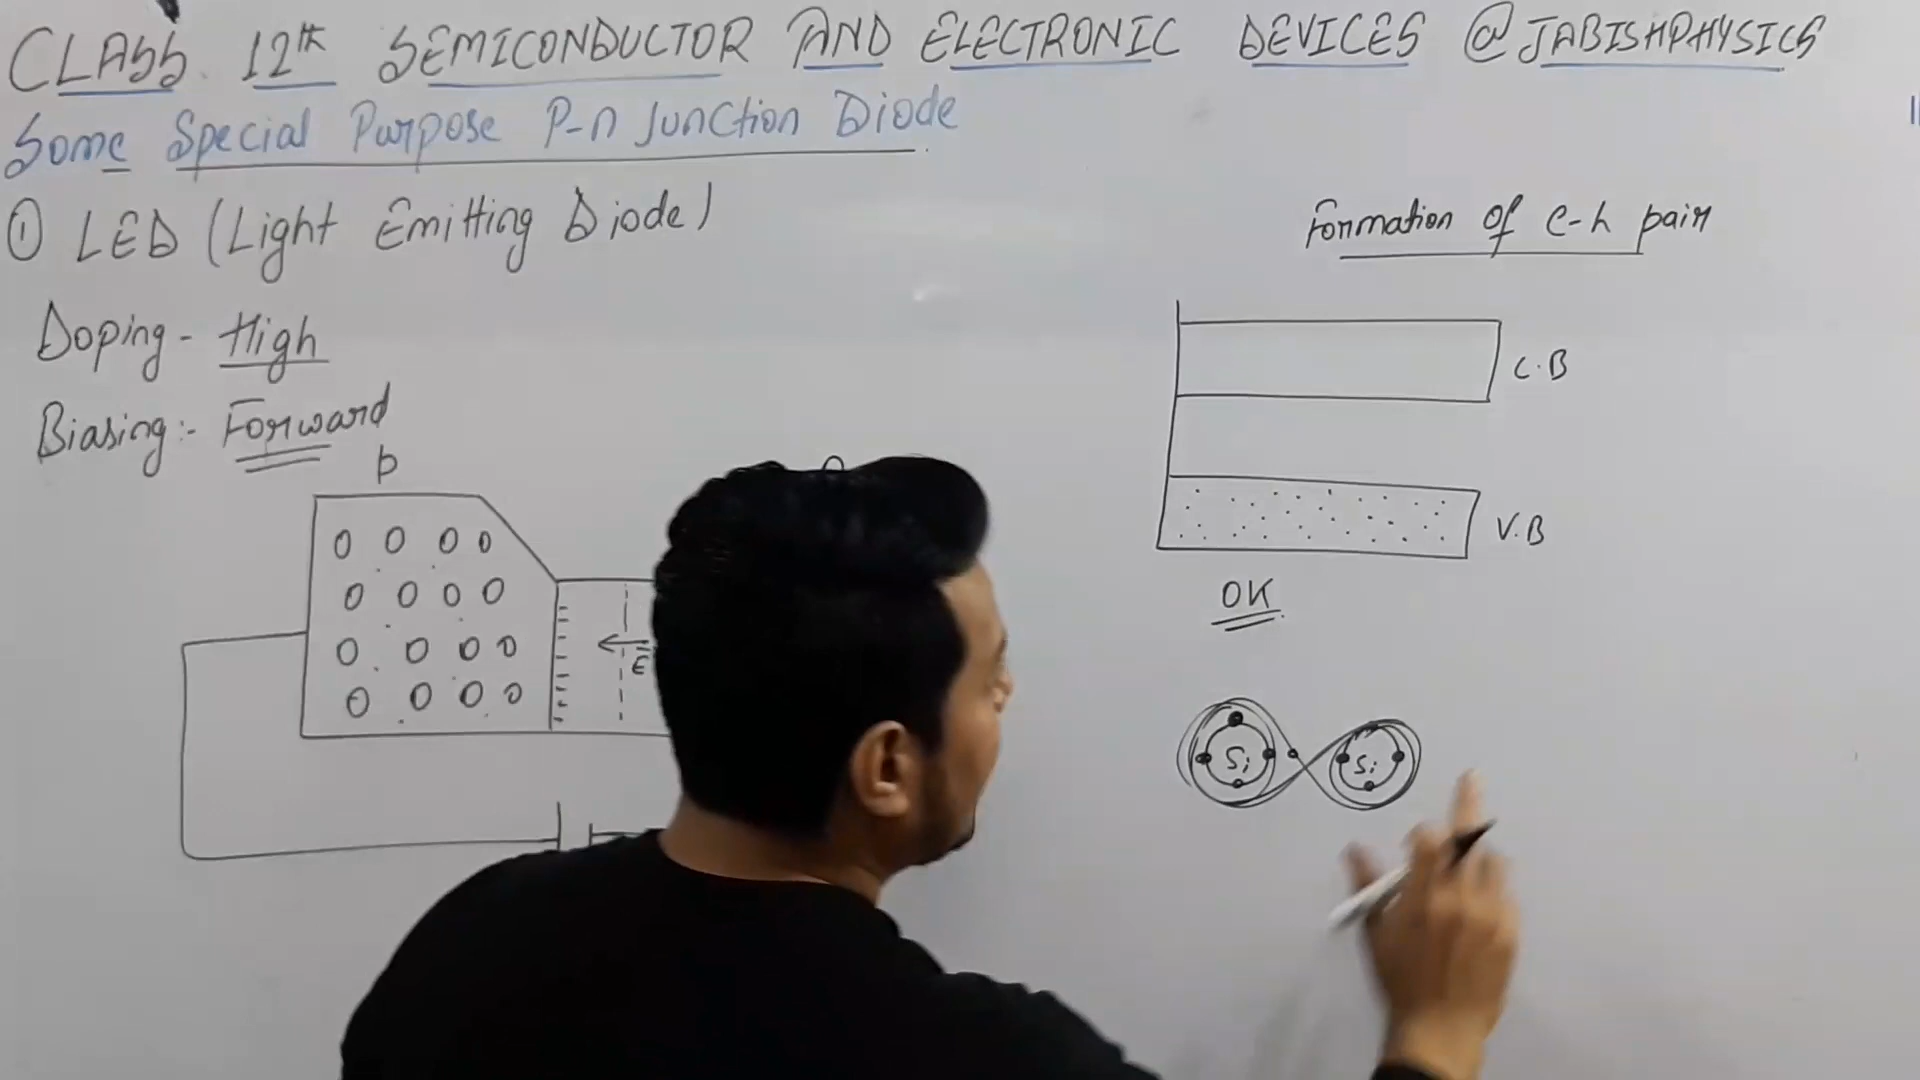 CLASS 12th SEMICONDUCTOR AND ELECTRONIC DEVICES @JABISHPHYSICS
Some Special Purpose P-n Junction Diode
① LED (Light Emitting Diode)
Doping - High
Biasing:- Forward
p
E
Formation of e-h pair
C.B
V.B
OK
Si Si